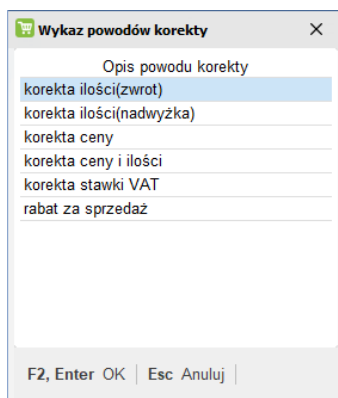 Wykaz powodów korekty
Opis powodu korekty
korekta ilości(zwrot)
korekta ilości(nadwyżka)
korekta ceny
korekta ceny i ilości
korekta stawki VAT
rabat za sprzedaż
F2, Enter OK | Esc Anuluj |